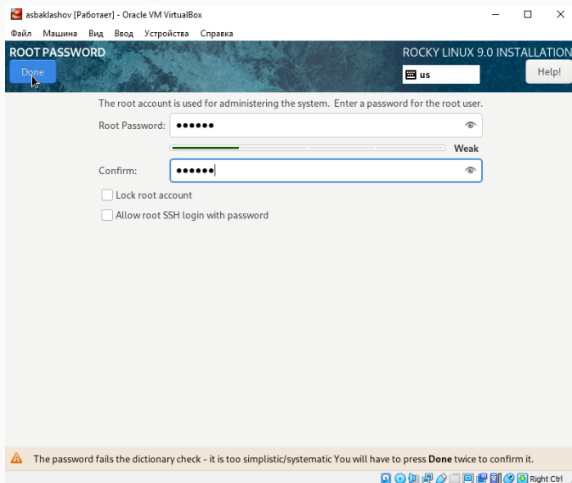 asbaklashov [Работает] - Oracle VM VirtualBox
Файл Машина Вид Ввод Устройства Справка
ROOT PASSWORD
ROCKY LINUX 9.0 INSTALLATION
Done
us
Help!
The root account is used for administering the system. Enter a password for the root user.
Root Password: ••••••
Weak
Confirm: ••••••
Lock root account
Allow root SSH login with password
The password fails the dictionary check - it is too simplistic/systematic You will have to press Done twice to confirm it.
Right Ctrl